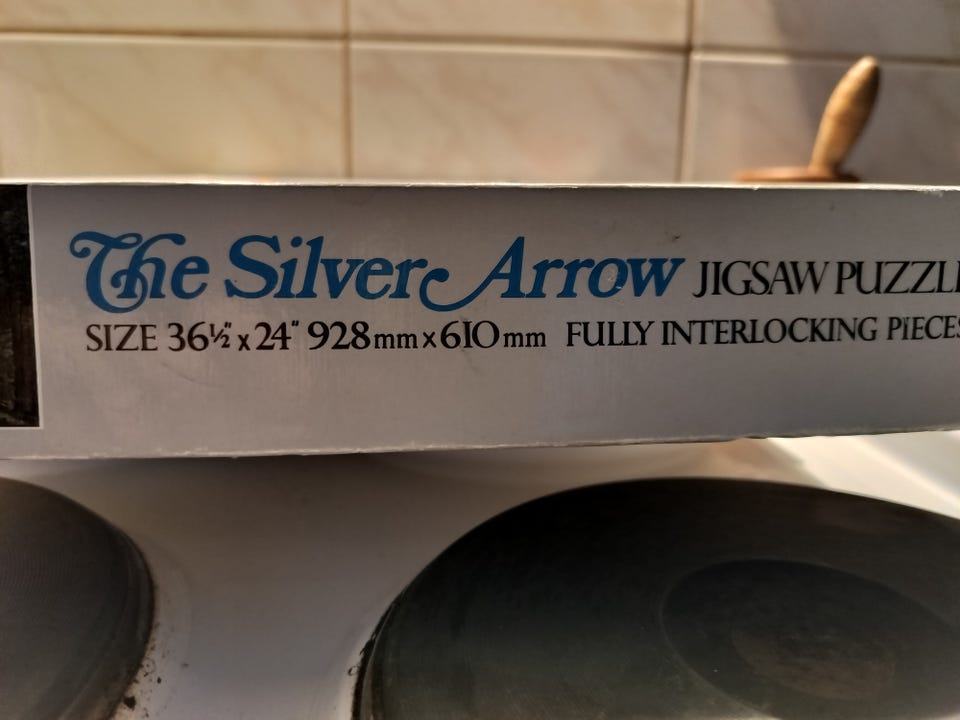 The Silver Arrow JIGSAW PUZZL
SIZE 36½" x 24" 928mm x 610mm FULLY INTERLOCKING PIECES